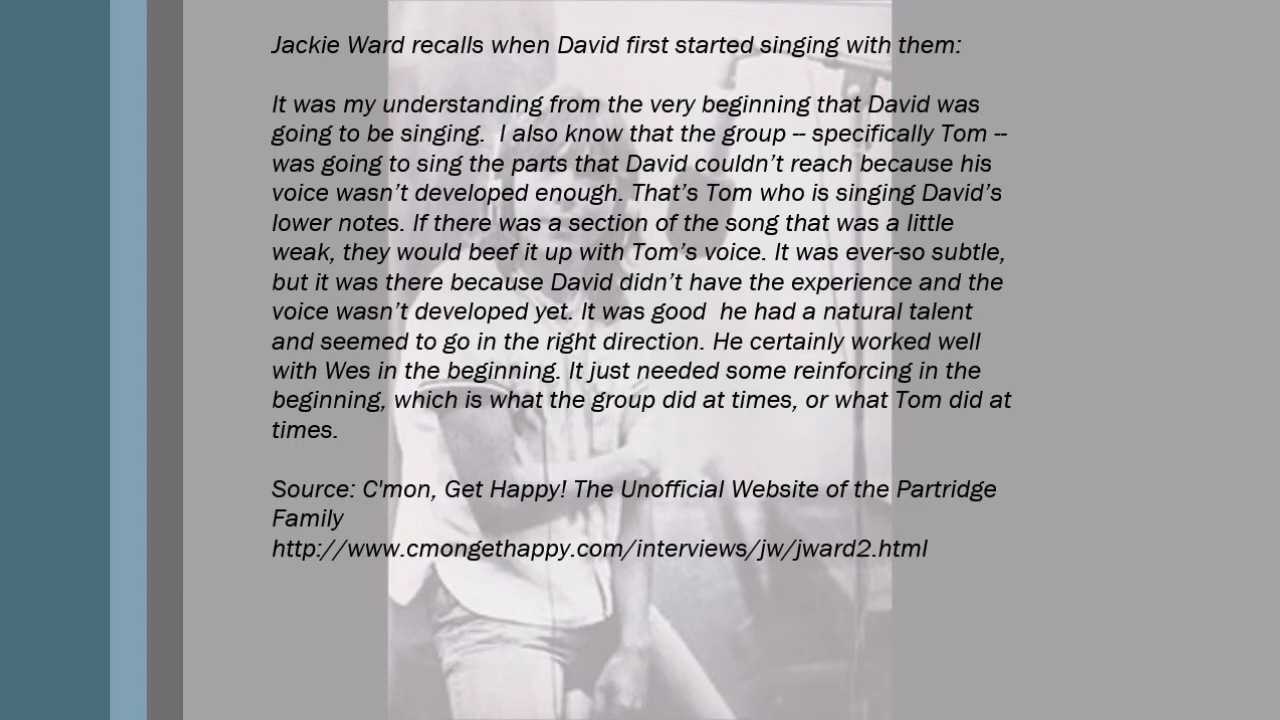 Jackie Ward recalls when David first started singing with them:
It was my understanding from the very beginning that David was
going to be singing.  I also know that the group -- specifically Tom --
was going to sing the parts that David couldn’t reach because his
voice wasn’t developed enough. That’s Tom who is singing David’s
lower notes. If there was a section of the song that was a little
weak, they would beef it up with Tom’s voice. It was ever-so subtle,
but it was there because David didn’t have the experience and the
voice wasn’t developed yet. It was good  he had a natural talent
and seemed to go in the right direction. He certainly worked well
with Wes in the beginning. It just needed some reinforcing in the
beginning, which is what the group did at times, or what Tom did at
times.
Source: C'mon, Get Happy! The Unofficial Website of the Partridge
Family
http://www.cmongethappy.com/interviews/jw/jward2.html